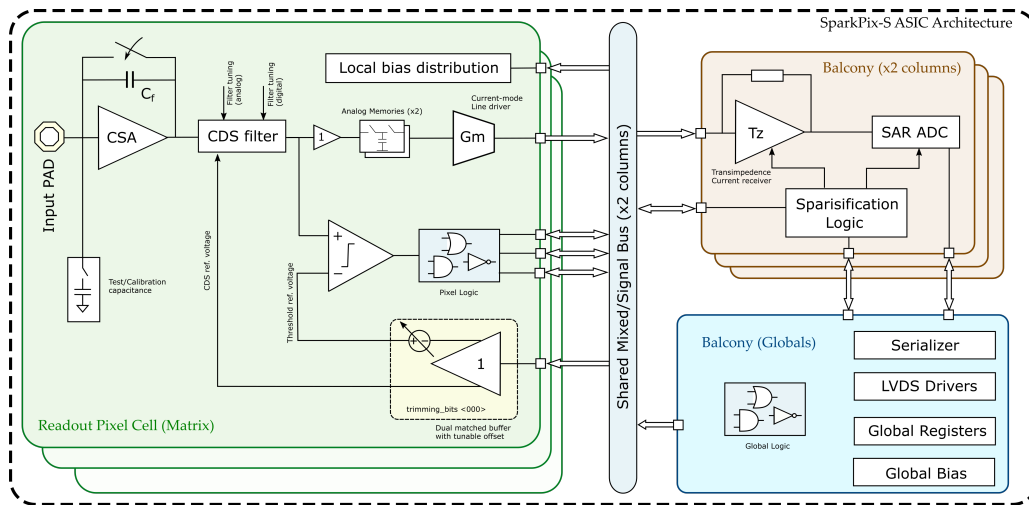 SparkPix-S ASIC Architecture
Local bias distribution
Filter tuning
(analog)
Filter tuning
(digital)
Cf
CSA
CDS filter
1
Analog Memories (x2)
Current-mode
Line driver
Gm
Input PAD
Test/Calibration
capacitance
CDS ref. voltage
Threshold ref. voltage
+
−
Pixel Logic
+ −
1
trimming_bits <000>
Dual matched buffer
with tunable offset
Readout Pixel Cell (Matrix)
Shared Mixed/Signal Bus (x2 columns)
Balcony (x2 columns)
Tz
SAR ADC
Transimpedence
Current receiver
Sparisification
Logic
Balcony (Globals)
Global Logic
Serializer
LVDS Drivers
Global Registers
Global Bias